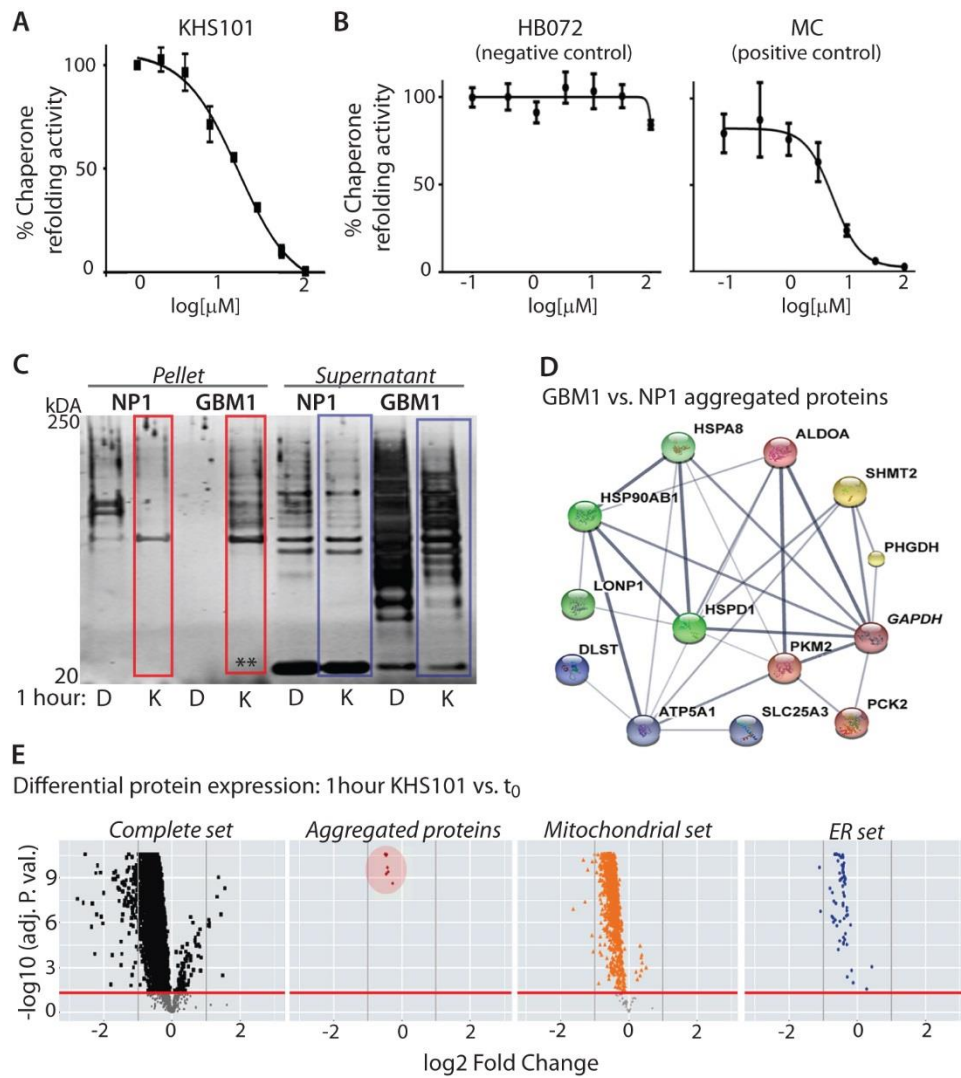 A
KHS101
% Chaperone
refolding activity
100
50
0
0 1 2
log[μM]
B
HB072
(negative control)
MC
(positive control)
% Chaperone
refolding activity
100
50
0
-1 0 1 2
log[μM]
-1 0 1 2
log[μM]
C
Pellet Supernatant
NP1 GBM1 NP1 GBM1
kDA
250
20
**
1 hour: D K D K D K D K
D
GBM1 vs. NP1 aggregated proteins
HSPA8
ALDOA
SHMT2
HSP90AB1
PHGDH
LONP1
HSPD1
GAPDH
DLST
PKM2
ATP5A1
SLC25A3
PCK2
E
Differential protein expression: 1hour KHS101 vs. t0
Complete set Aggregated proteins Mitochondrial set ER set
-log10 (adj. P. val.)
9
6
3
0
-2 0 2 -2 0 2 -2 0 2 -2 0 2
log2 Fold Change